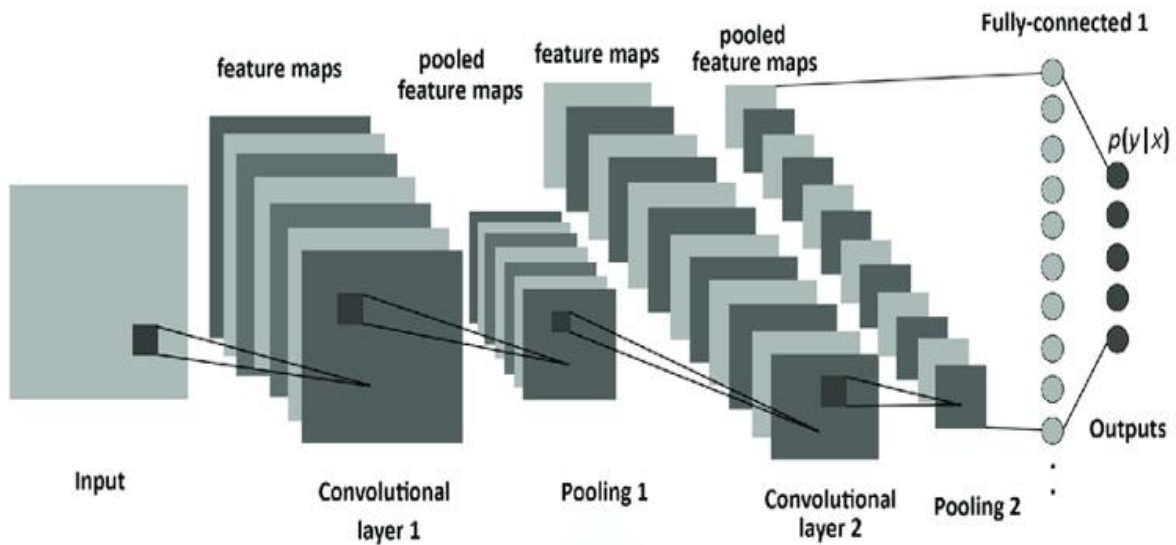 Fully-connected 1
feature maps
pooled
feature maps
feature maps
pooled
feature maps
p(y|x)
Outputs
Input
Convolutional
layer 1
Pooling 1
Convolutional
layer 2
Pooling 2